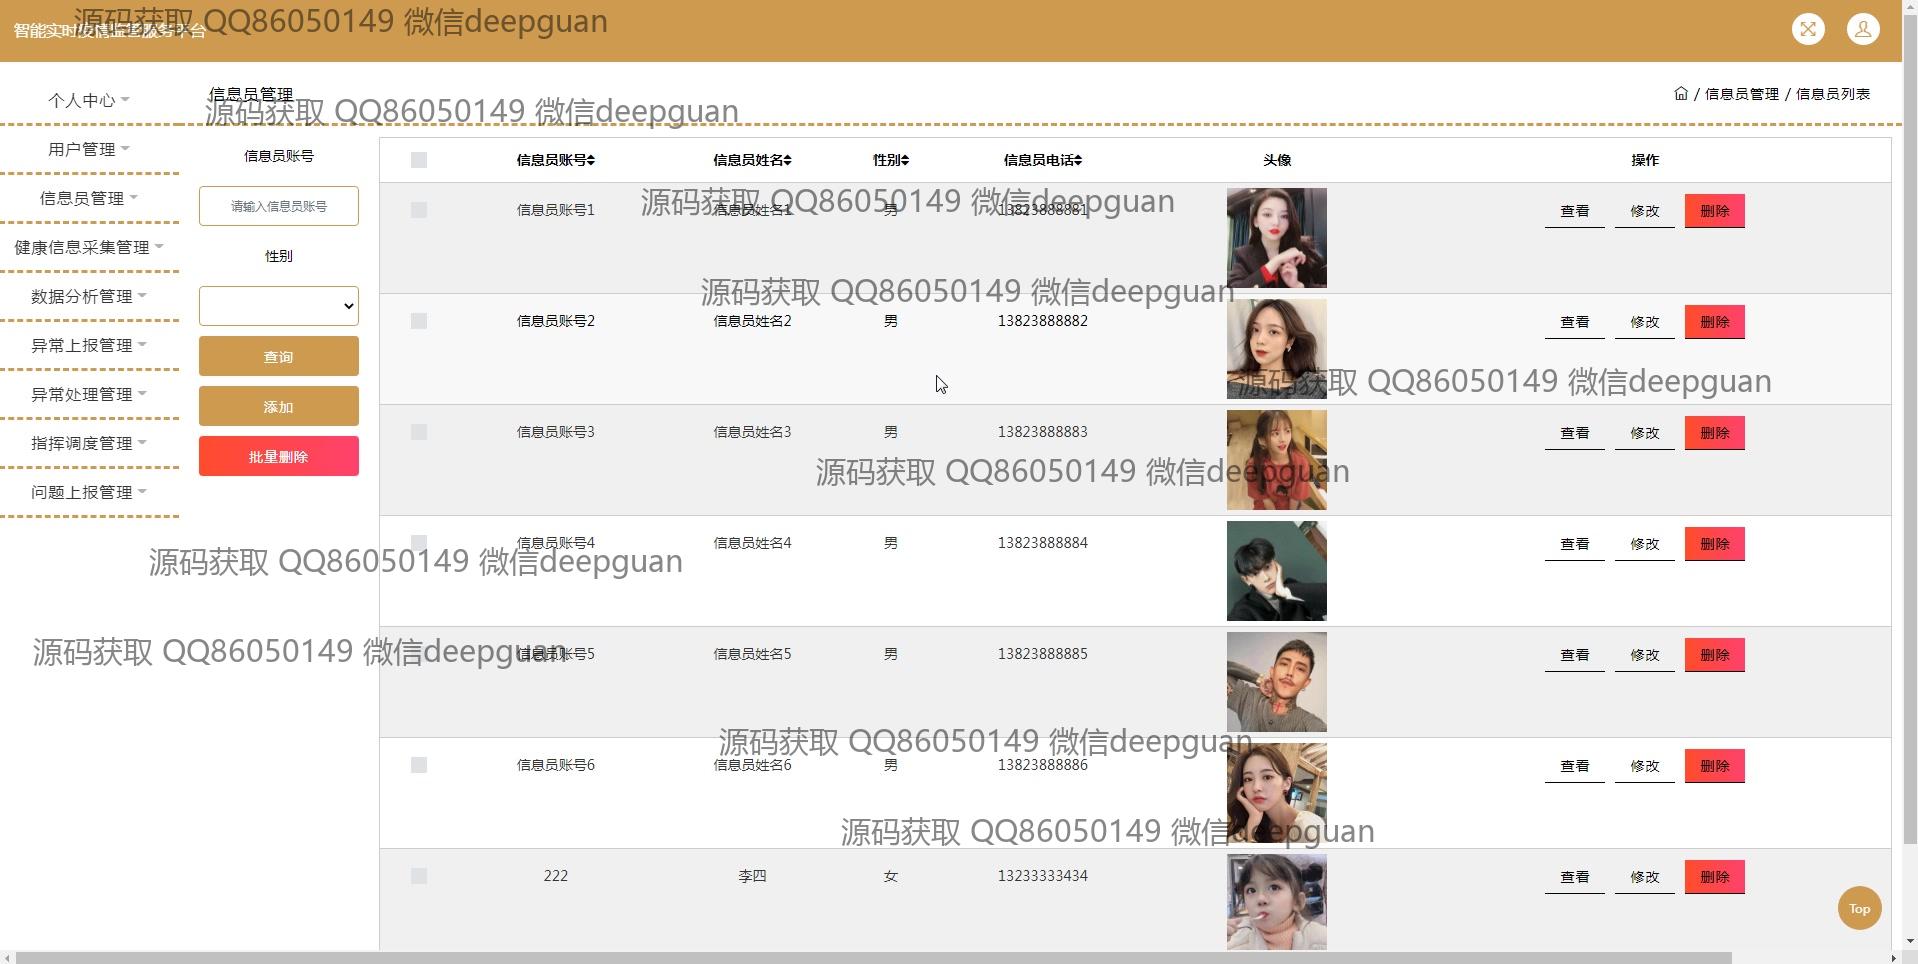 智能实时疫情监管服务平台
源码获取 QQ86050149 微信deepguan
信息员管理
/ 信息员管理 / 信息员列表
源码获取 QQ86050149 微信deepguan
个人中心
用户管理
信息员管理
健康信息采集管理
数据分析管理
异常上报管理
异常处理管理
指挥调度管理
问题上报管理
信息员账号
请输入信息员账号
性别
查询
添加
批量删除
信息员账号 信息员姓名 性别 信息员电话 头像 操作
信息员账号1 信息员姓名1 男 13823888881 查看 修改 删除
源码获取 QQ86050149 微信deepguan
源码获取 QQ86050149 微信deepguan
信息员账号2 信息员姓名2 男 13823888882 查看 修改 删除
源码获取 QQ86050149 微信deepguan
信息员账号3 信息员姓名3 男 13823888883 查看 修改 删除
源码获取 QQ86050149 微信deepguan
信息员账号4 信息员姓名4 男 13823888884 查看 修改 删除
源码获取 QQ86050149 微信deepguan
信息员账号5 信息员姓名5 男 13823888885 查看 修改 删除
源码获取 QQ86050149 微信deepguan
源码获取 QQ86050149 微信deepguan
信息员账号6 信息员姓名6 男 13823888886 查看 修改 删除
源码获取 QQ86050149 微信deepguan
222 李四 女 13233333434 查看 修改 删除
Top